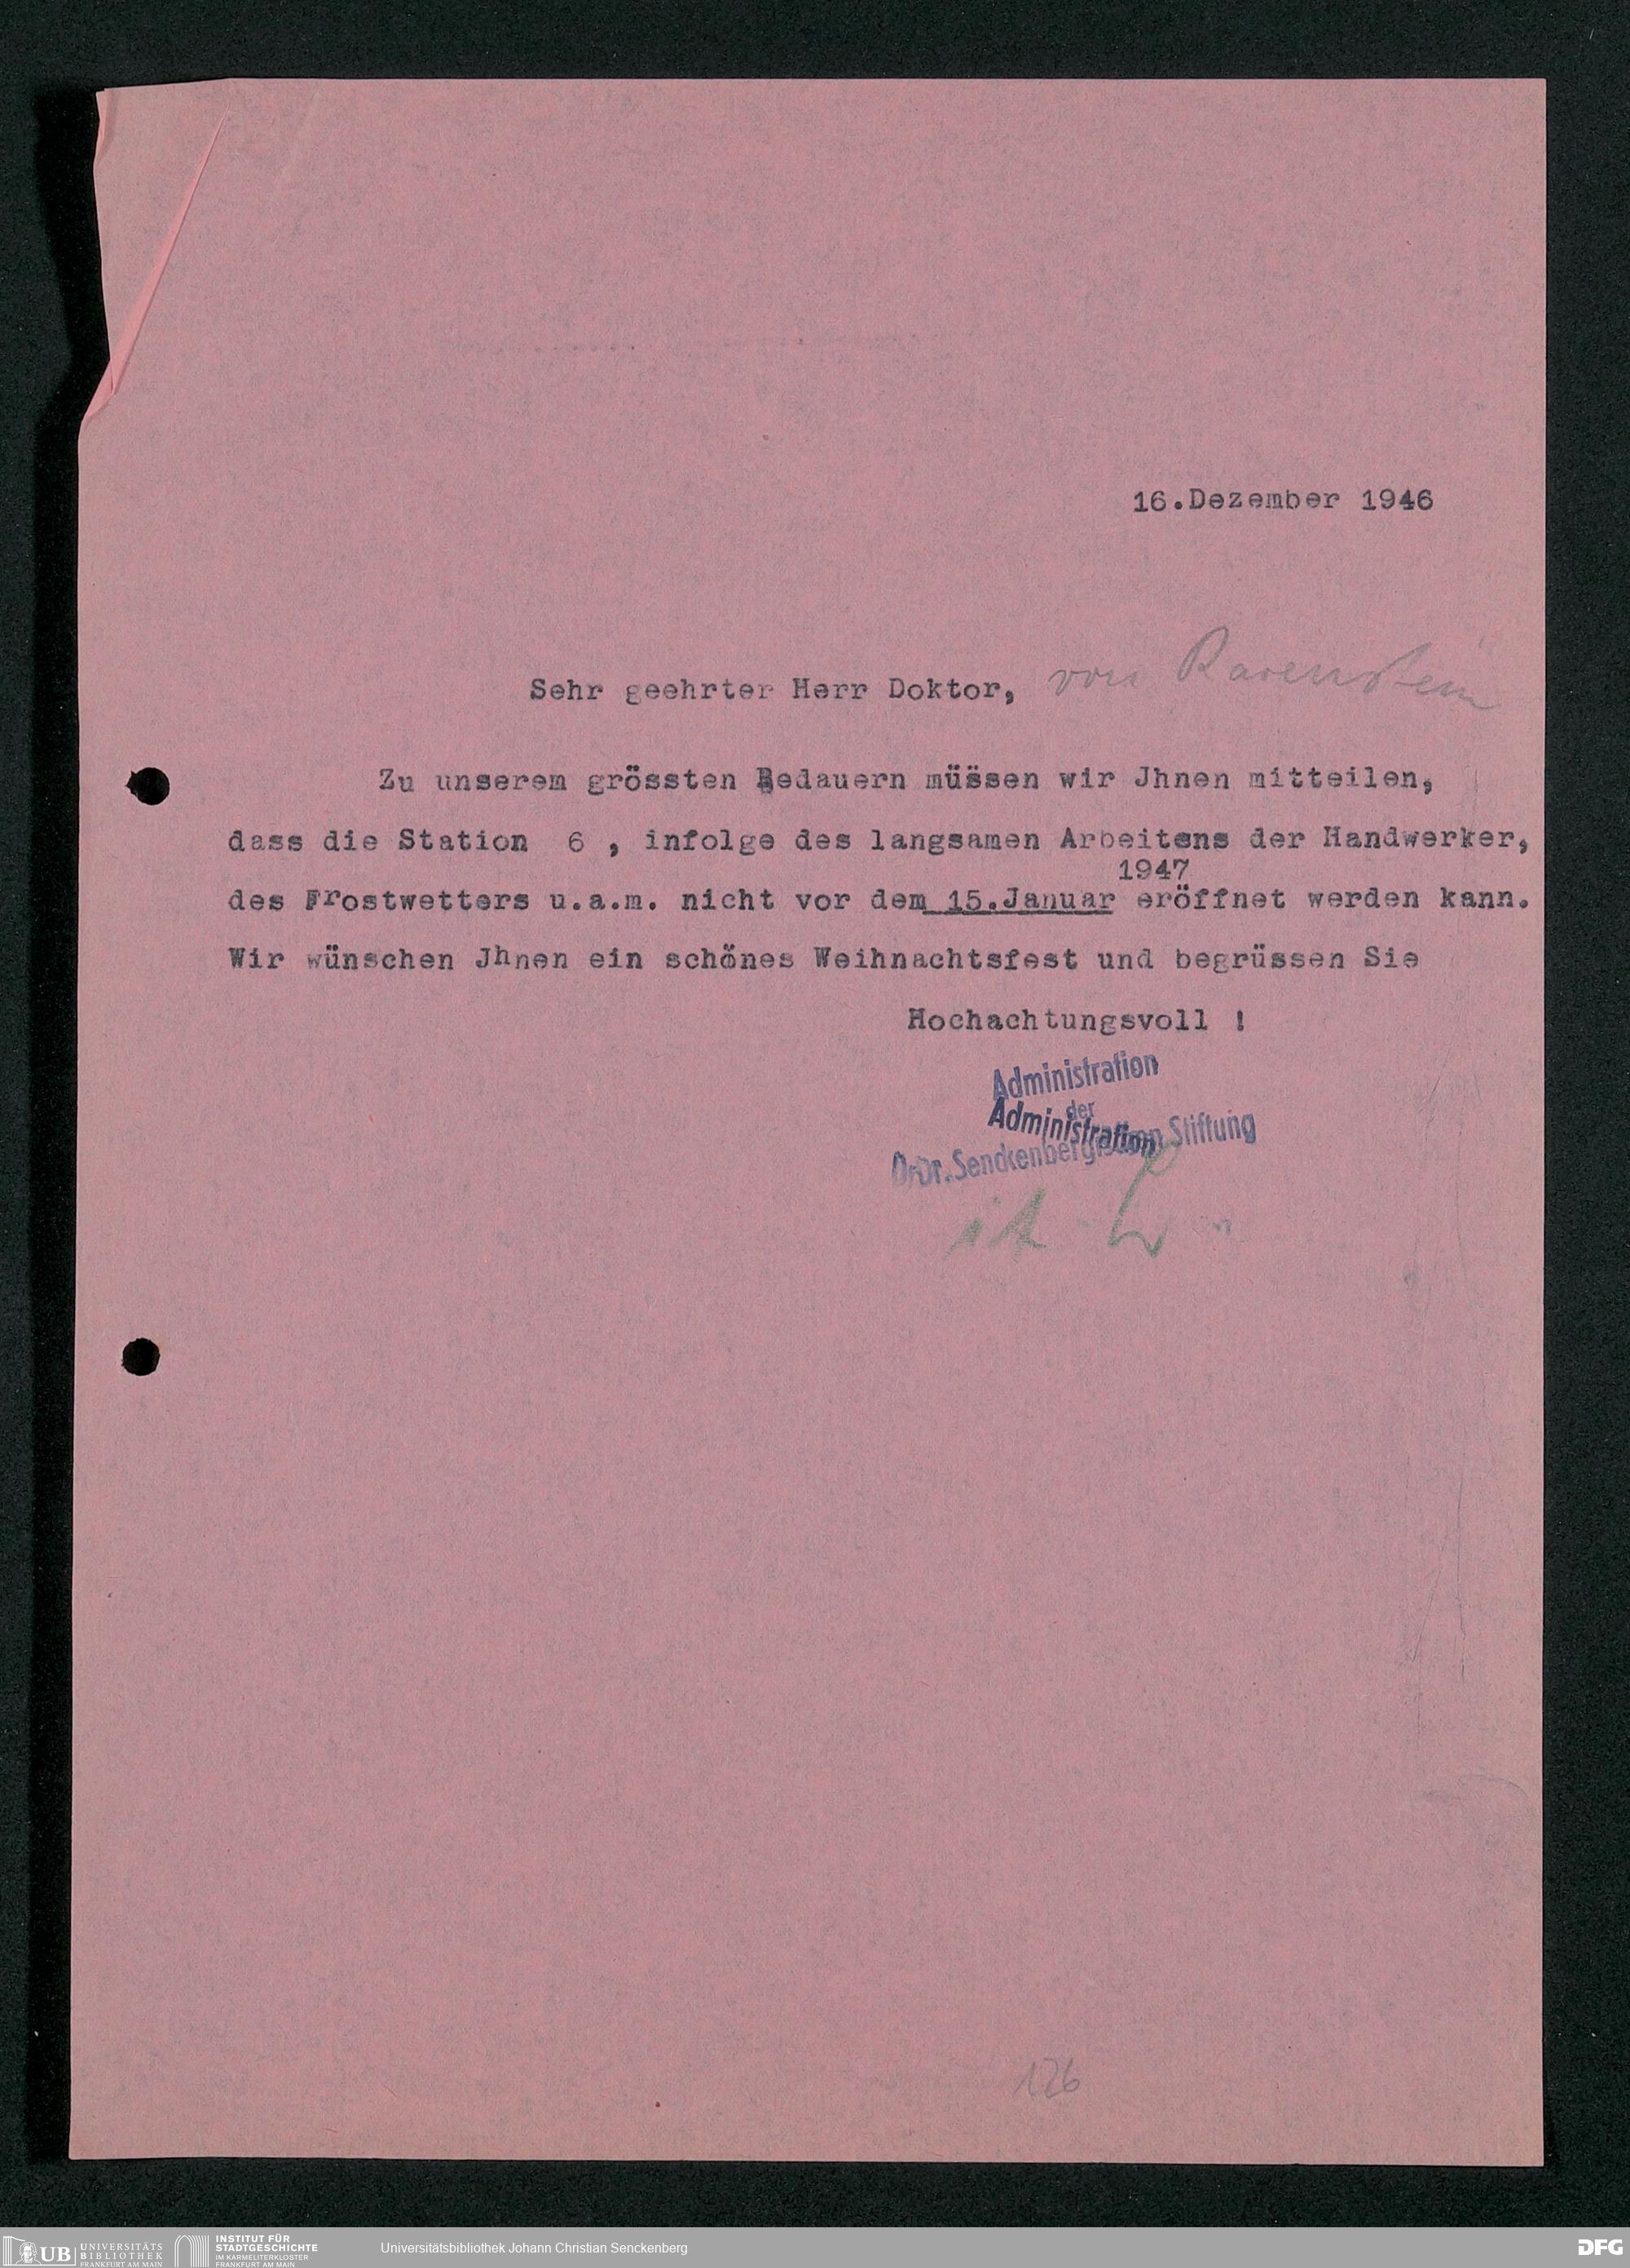 16.Dezember 1946
Sehr geehrter Herr Doktor, von Ravenstein
Zu unserem grössten Bedauern müssen wir Jhnen mitteilen,
dass die Station 6 , infolge des langsamen Arbeitens der Handwerker,
1947
des Frostwetters u.a.m. nicht vor dem 15.Januar eröffnet werden kann.
Wir wünschen Jhnen ein schönes Weihnachtsfest und begrüssen Sie
Hochachtungsvoll !
Administration
der
Administration
Dr. Senckenbergischen Stiftung
126
UB UNIVERSITÄTS
BIBLIOTHEK
FRANKFURT AM MAIN
INSTITUT FÜR
STADTGESCHICHTE
IM KARMELITERKLOSTER
FRANKFURT AM MAIN
Universitätsbibliothek Johann Christian Senckenberg
DFG